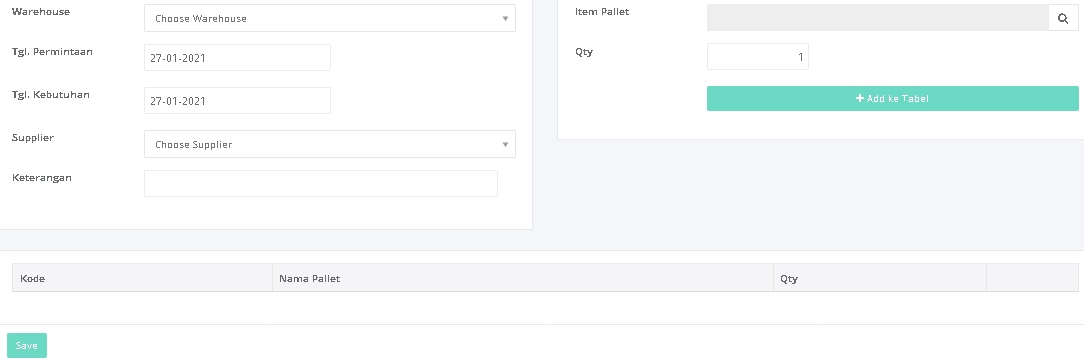 Warehouse
Choose Warehouse
Tgl. Permintaan
27-01-2021
Tgl. Kebutuhan
27-01-2021
Supplier
Choose Supplier
Keterangan
Item Pallet
Qty
1
+ Add ke Tabel
Kode Nama Pallet Qty
Save